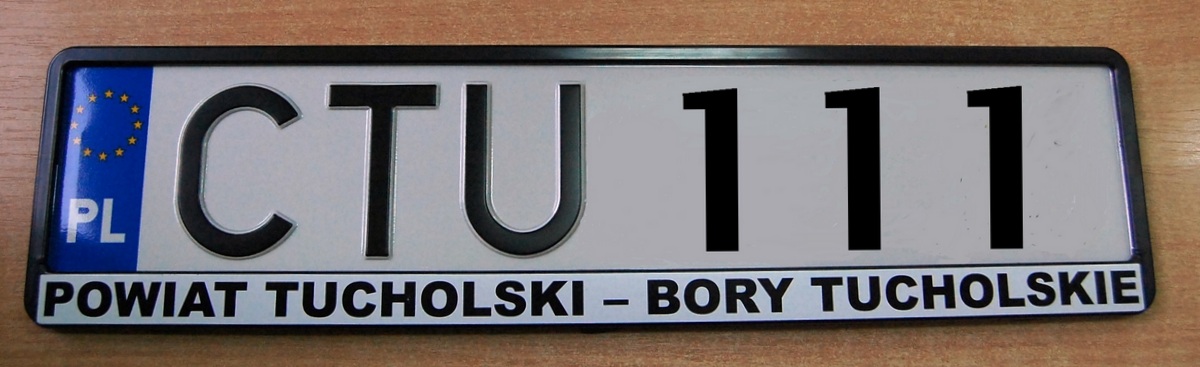 PL CTU 111
POWIAT TUCHOLSKI – BORY TUCHOLSKIE